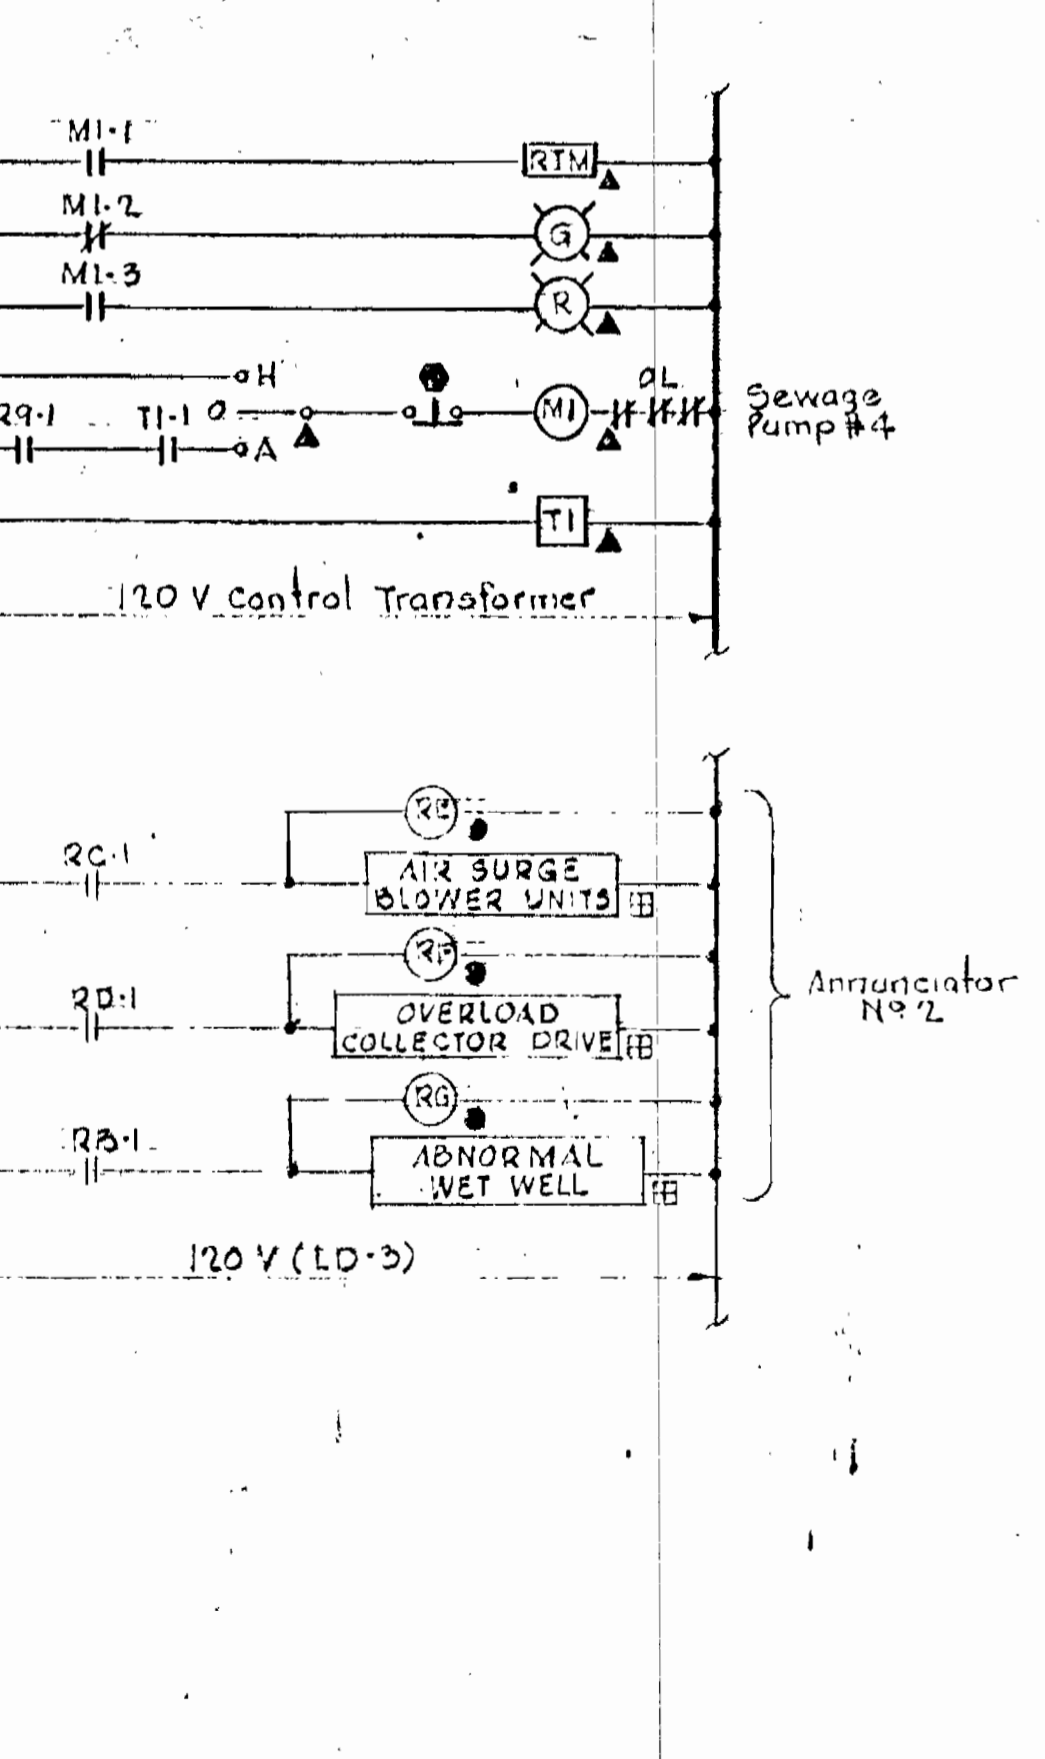 M1-1
RTM
M1-2
G
M1-3
R
H
OL
R9-1
T1-1
O
M1
Sewage
Pump #4
A
T1
120 V Control Transformer
RE
RC-1
AIR SURGE
BLOWER UNITS
RF
RD-1
OVERLOAD
COLLECTOR DRIVE
Annunciator
No. 2
RG
RB-1
ABNORMAL
WET WELL
120 V (LD-3)